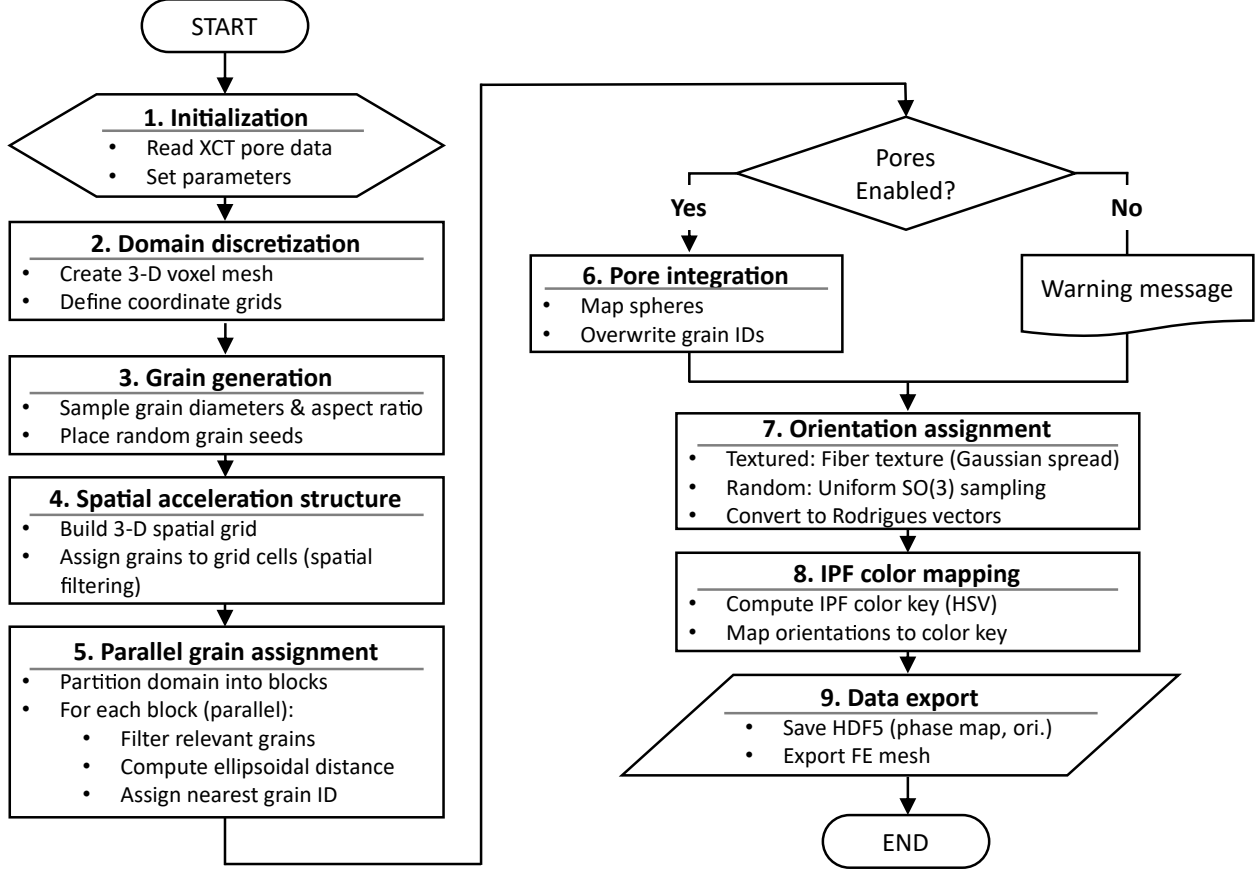 START
1. Initialization
• Read XCT pore data
• Set parameters
2. Domain discretization
• Create 3-D voxel mesh
• Define coordinate grids
3. Grain generation
• Sample grain diameters & aspect ratio
• Place random grain seeds
4. Spatial acceleration structure
• Build 3-D spatial grid
• Assign grains to grid cells (spatial
filtering)
5. Parallel grain assignment
• Partition domain into blocks
• For each block (parallel):
• Filter relevant grains
• Compute ellipsoidal distance
• Assign nearest grain ID
Pores
Enabled?
Yes
No
6. Pore integration
• Map spheres
• Overwrite grain IDs
Warning message
7. Orientation assignment
• Textured: Fiber texture (Gaussian spread)
• Random: Uniform SO(3) sampling
• Convert to Rodrigues vectors
8. IPF color mapping
• Compute IPF color key (HSV)
• Map orientations to color key
9. Data export
• Save HDF5 (phase map, ori.)
• Export FE mesh
END